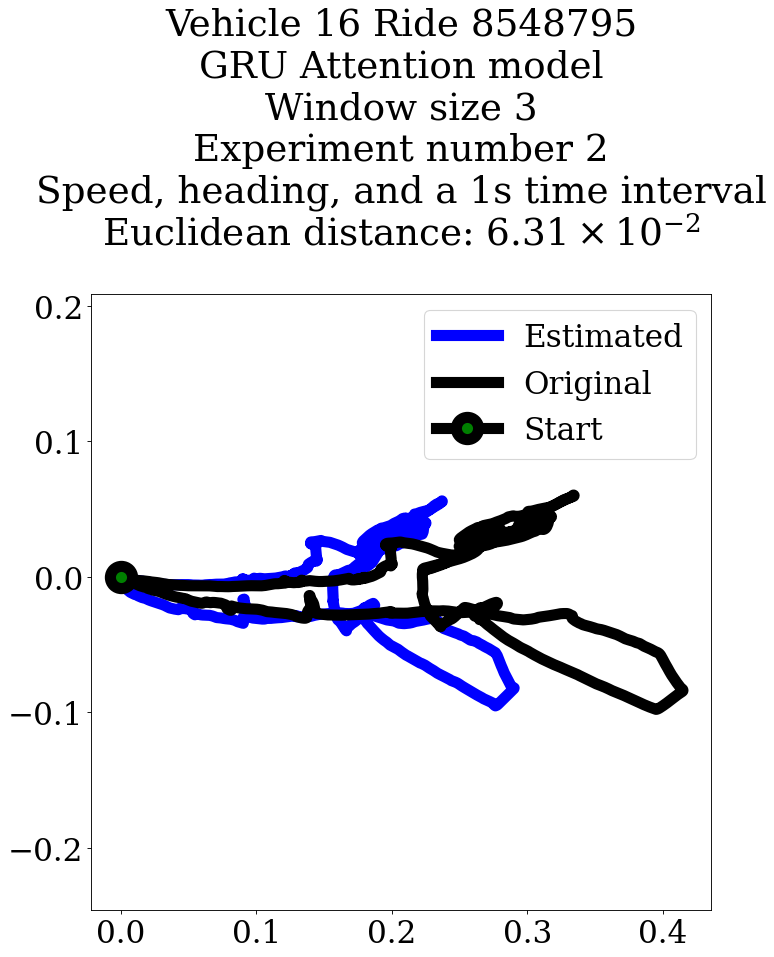 Vehicle 16 Ride 8548795
GRU Attention model
Window size 3
Experiment number 2
Speed, heading, and a 1s time interval
Euclidean distance: 6.31 × 10⁻²
Estimated
Original
Start
0.2
0.1
0.0
−0.1
−0.2
0.0 0.1 0.2 0.3 0.4